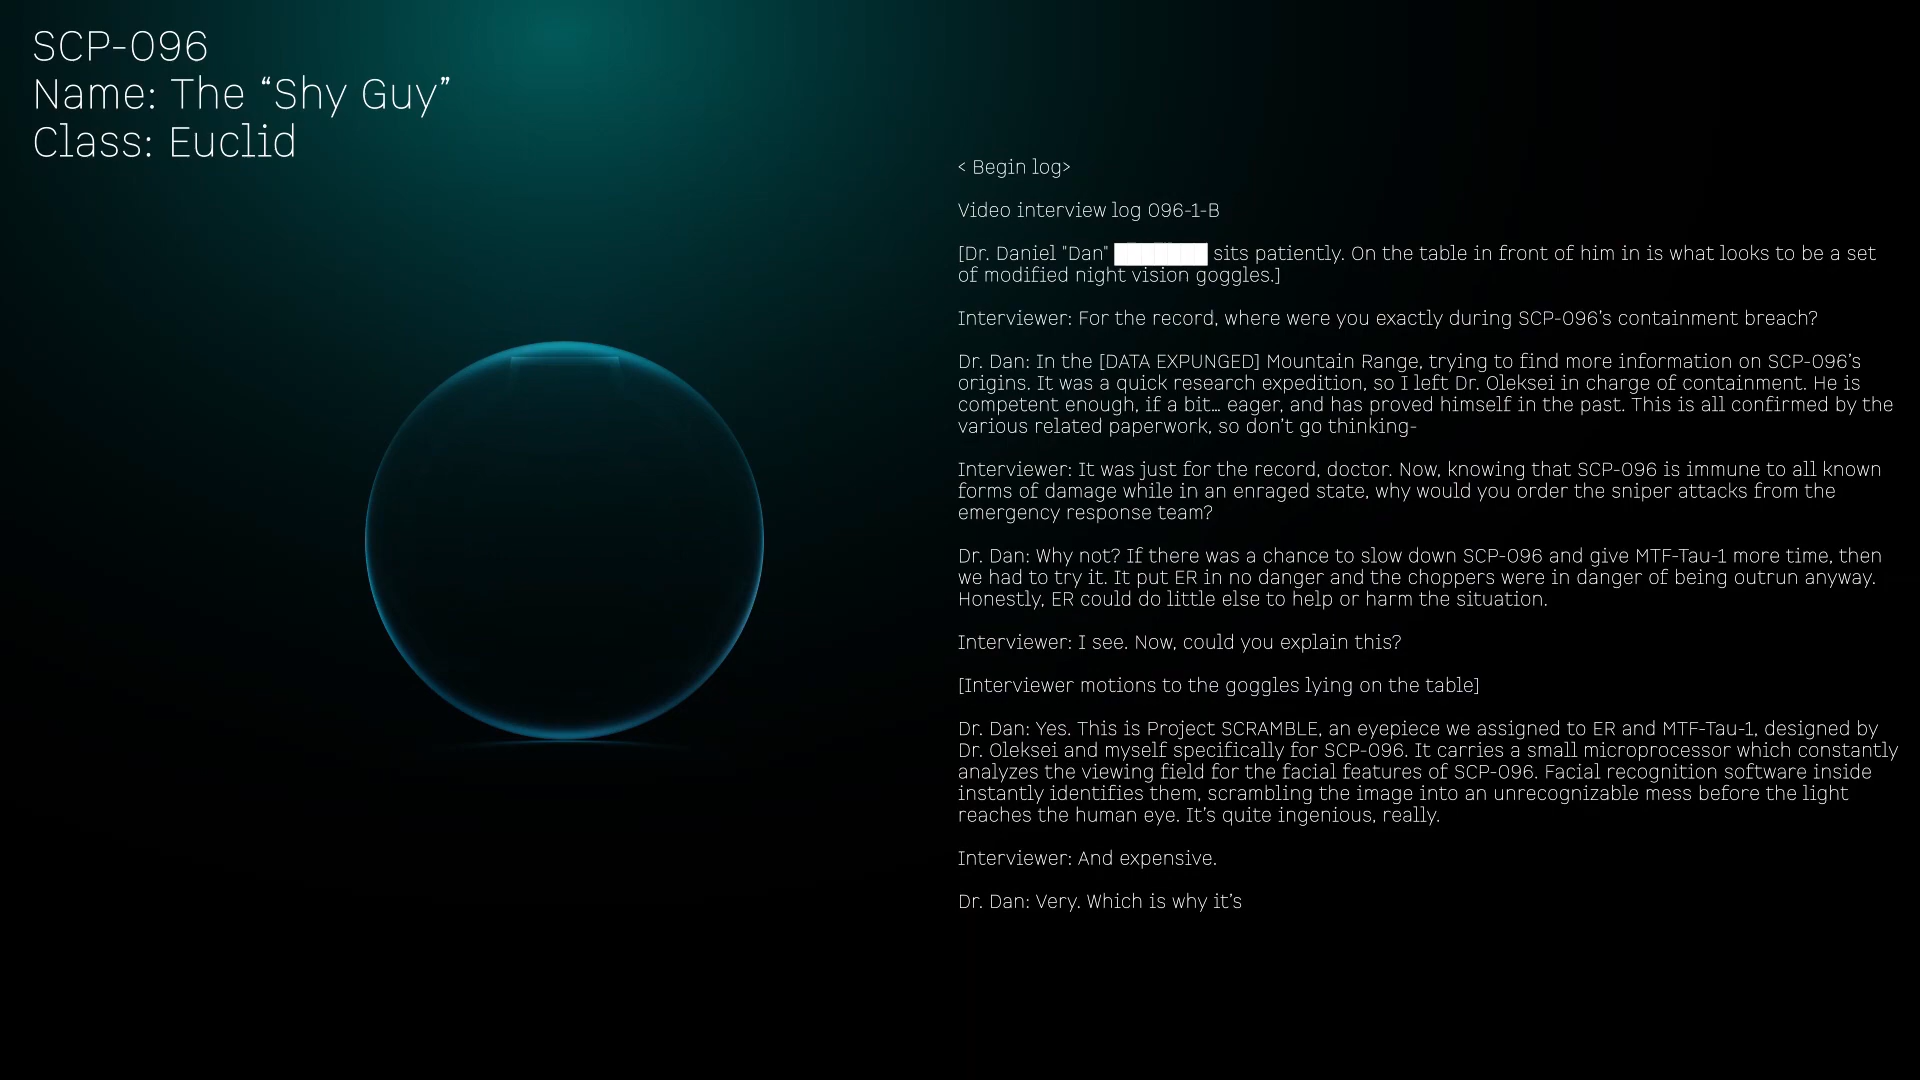 SCP-096
Name: The “Shy Guy”
Class: Euclid
< Begin log>
Video interview log 096-1-B
[Dr. Daniel "Dan" ███████ sits patiently. On the table in front of him in is what looks to be a set
of modified night vision goggles.]
Interviewer: For the record, where were you exactly during SCP-096’s containment breach?
Dr. Dan: In the [DATA EXPUNGED] Mountain Range, trying to find more information on SCP-096’s
origins. It was a quick research expedition, so I left Dr. Oleksei in charge of containment. He is
competent enough, if a bit… eager, and has proved himself in the past. This is all confirmed by the
various related paperwork, so don’t go thinking-
Interviewer: It was just for the record, doctor. Now, knowing that SCP-096 is immune to all known
forms of damage while in an enraged state, why would you order the sniper attacks from the
emergency response team?
Dr. Dan: Why not? If there was a chance to slow down SCP-096 and give MTF-Tau-1 more time, then
we had to try it. It put ER in no danger and the choppers were in danger of being outrun anyway.
Honestly, ER could do little else to help or harm the situation.
Interviewer: I see. Now, could you explain this?
[Interviewer motions to the goggles lying on the table]
Dr. Dan: Yes. This is Project SCRAMBLE, an eyepiece we assigned to ER and MTF-Tau-1, designed by
Dr. Oleksei and myself specifically for SCP-096. It carries a small microprocessor which constantly
analyzes the viewing field for the facial features of SCP-096. Facial recognition software inside
instantly identifies them, scrambling the image into an unrecognizable mess before the light
reaches the human eye. It’s quite ingenious, really.
Interviewer: And expensive.
Dr. Dan: Very. Which is why it’s